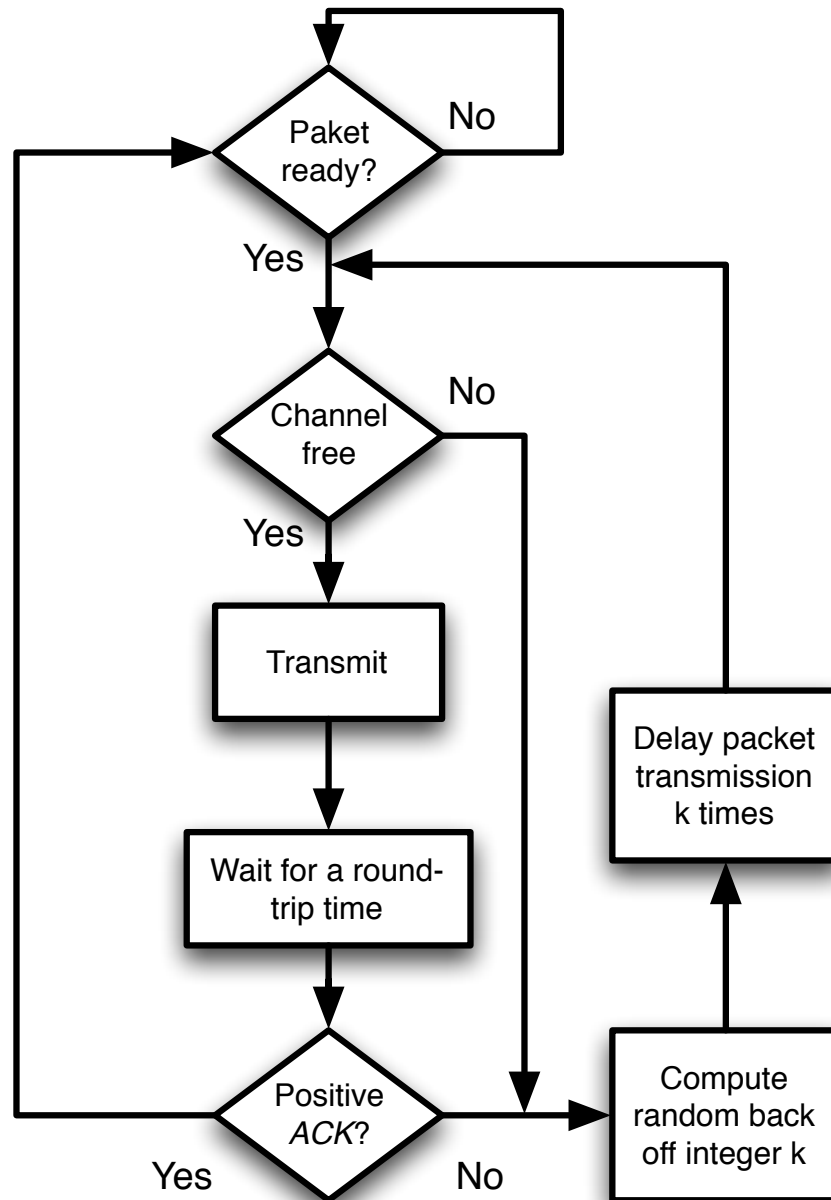 No
Paket
ready?
Yes
No
Channel
free
Yes
Transmit
Delay packet
transmission
k times
Wait for a round-
trip time
Positive
ACK?
Yes
No
Compute
random back
off integer k